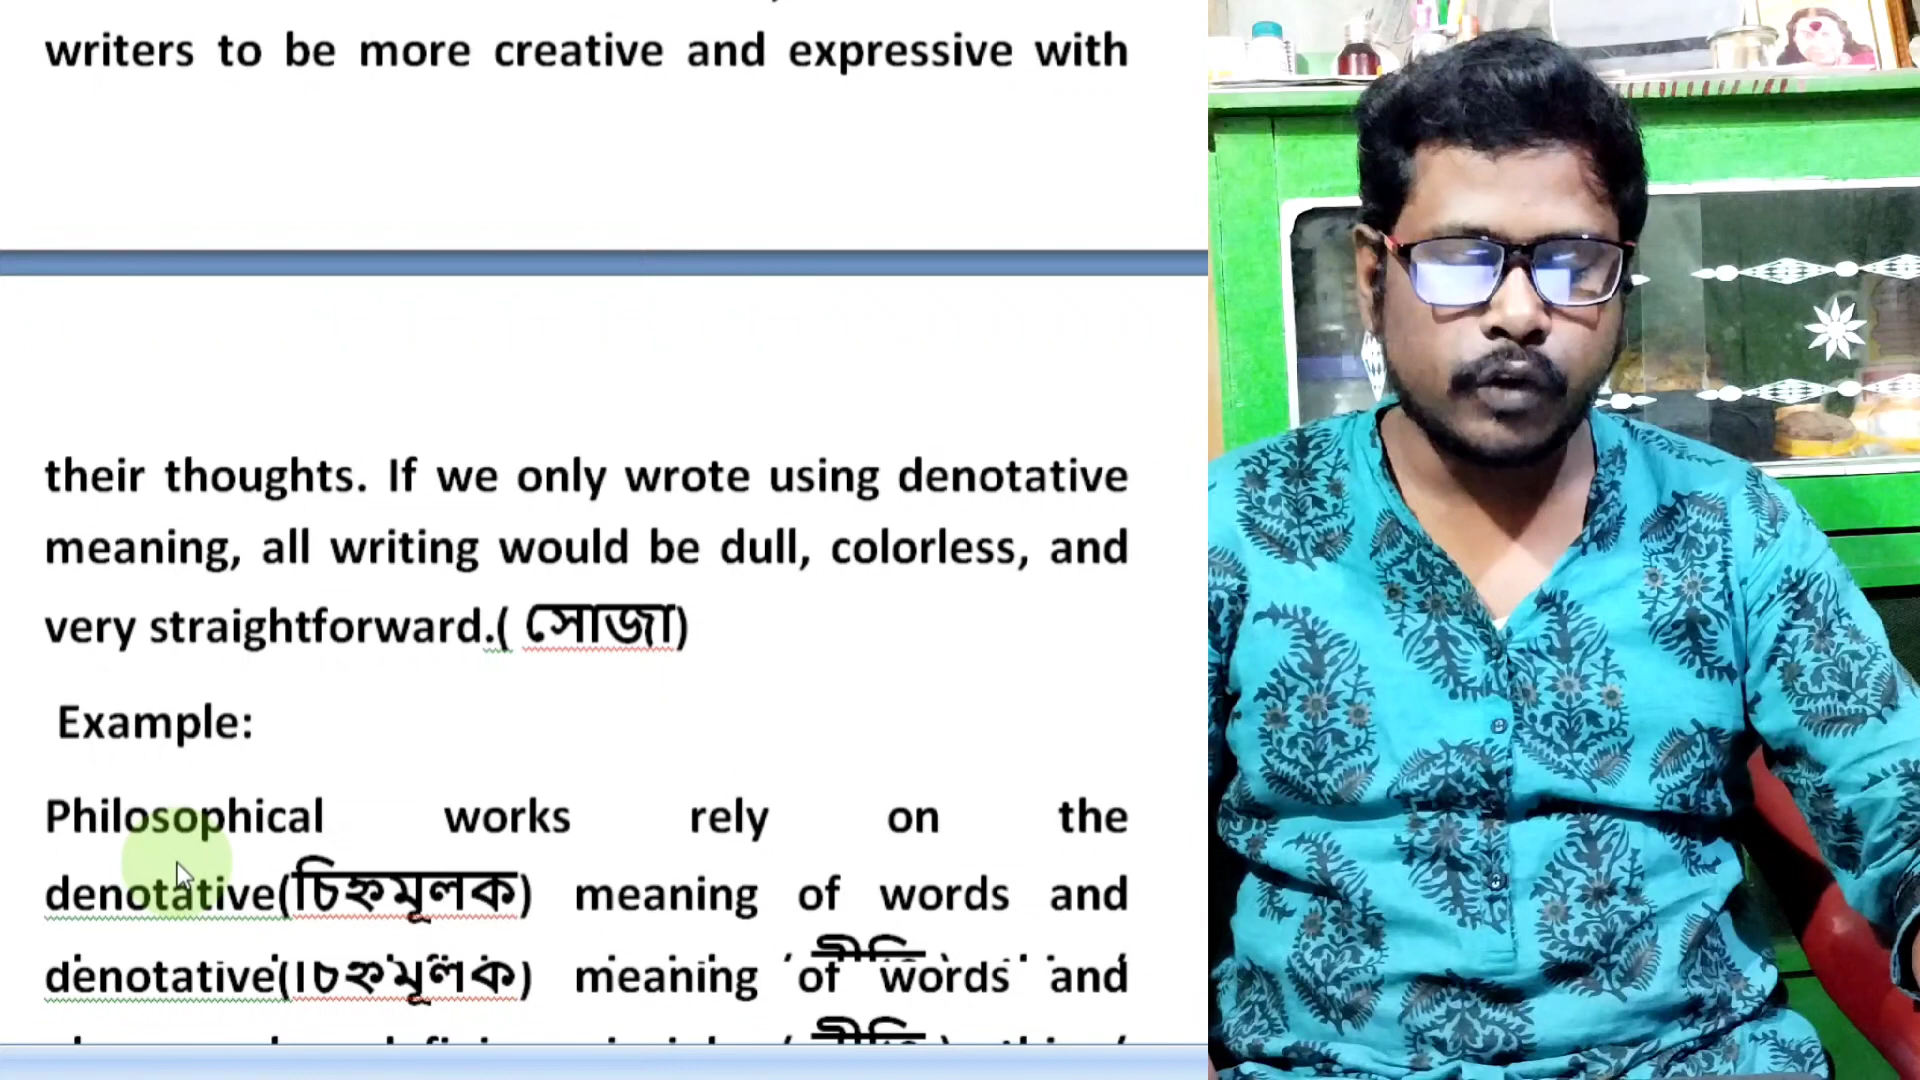 writers to be more creative and expressive with
their thoughts. If we only wrote using denotative
meaning, all writing would be dull, colorless, and
very straightforward.( সোজা)
Example:
Philosophical works rely on the
denotative(চিহ্নমূলক) meaning of words and
denotative(চিহ্নমূলক) meaning of words and